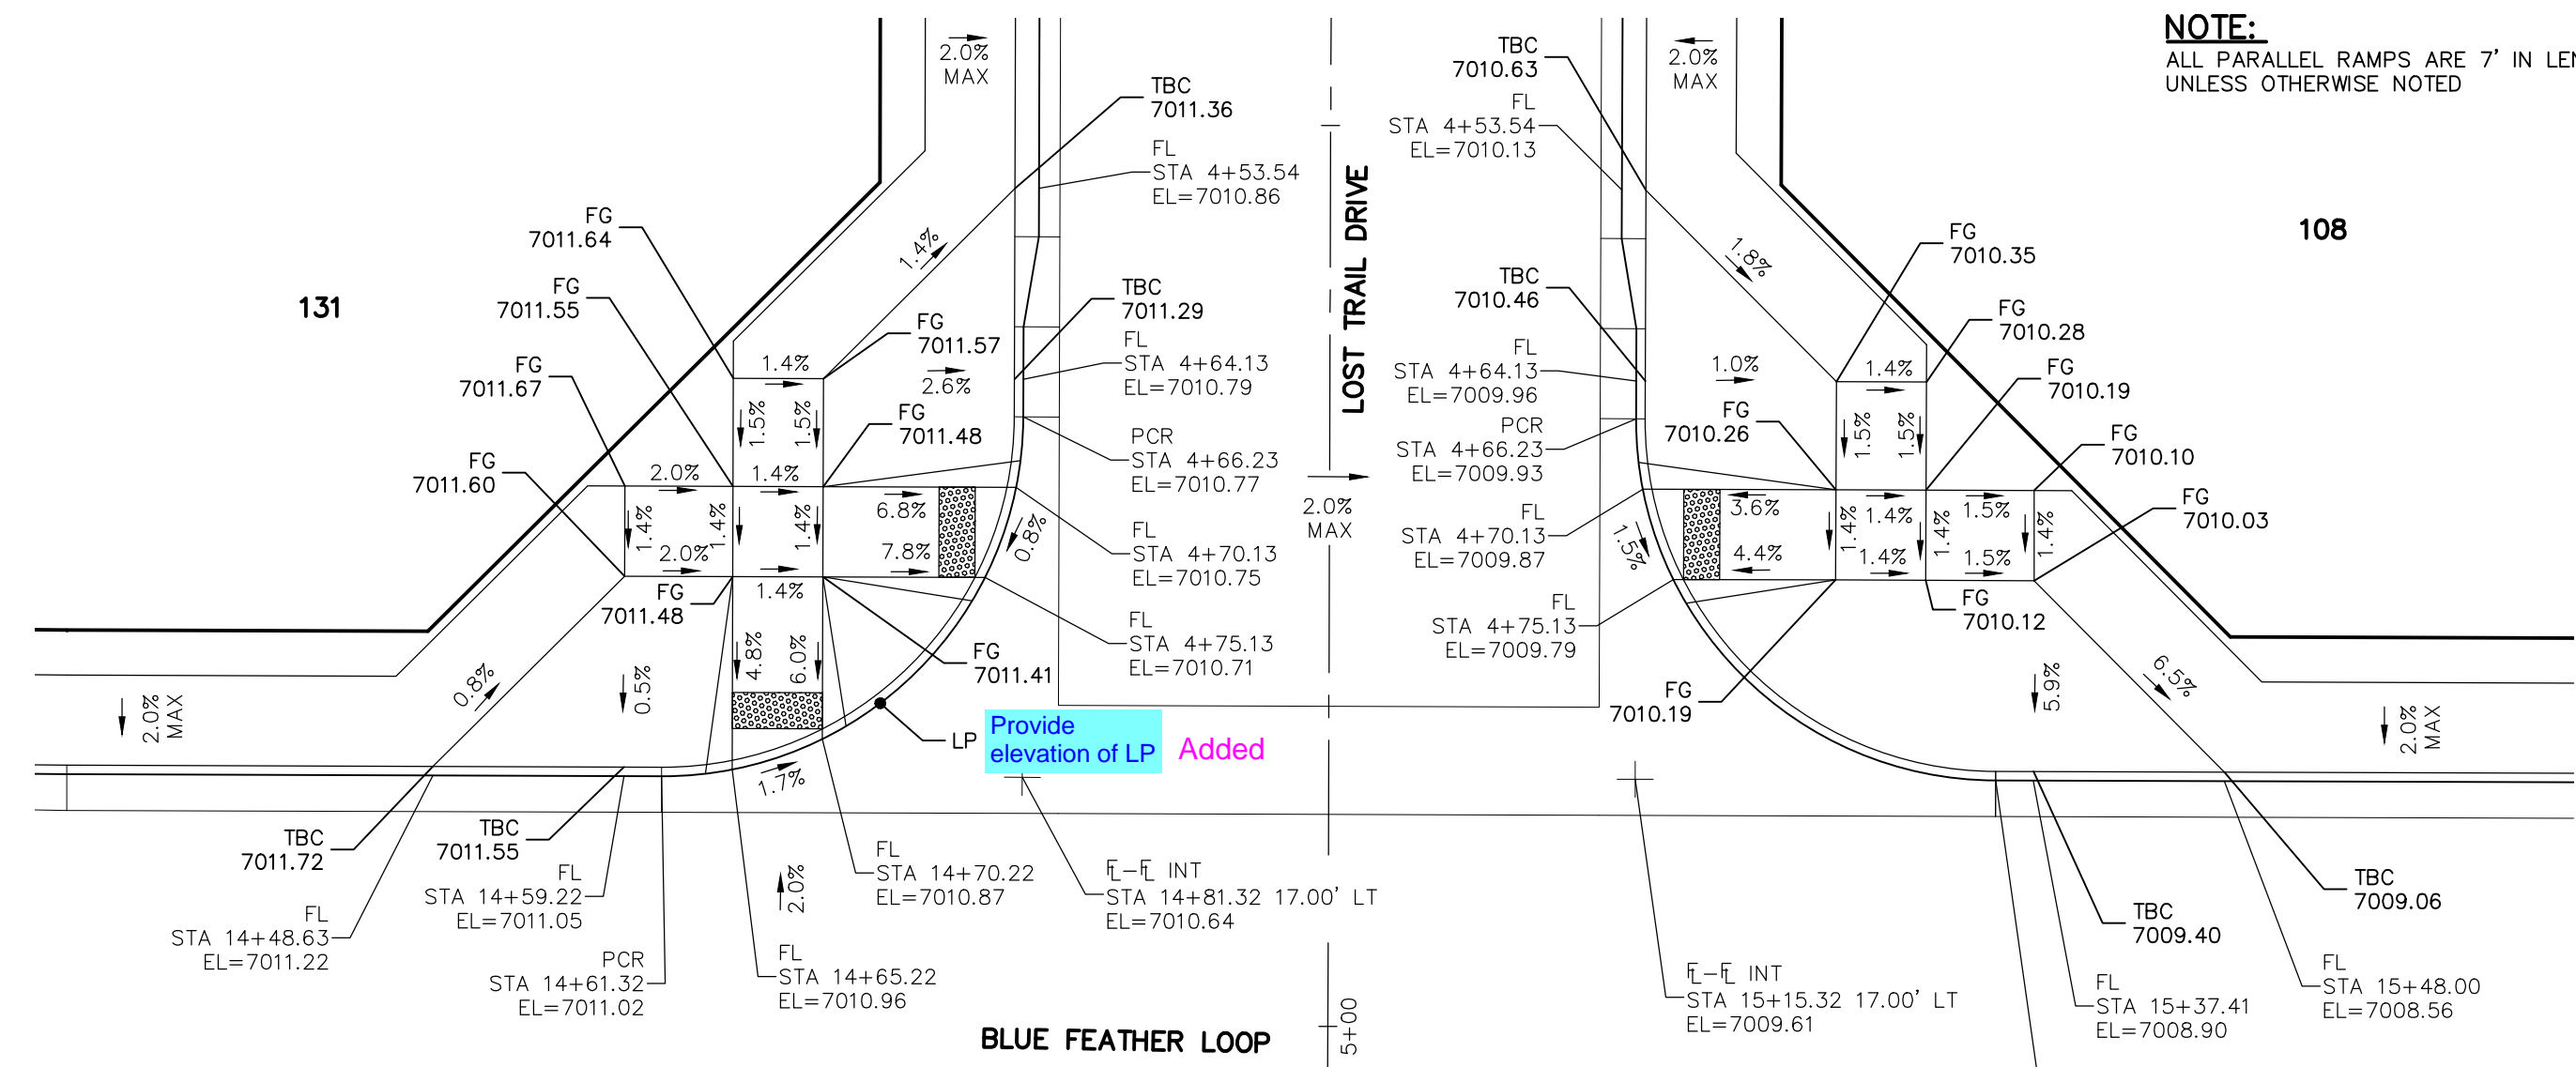 NOTE:
ALL PARALLEL RAMPS ARE 7' IN LE
UNLESS OTHERWISE NOTED
2.0%
MAX
TBC
7011.36
FL
STA 4+53.54
EL=7010.86
FG
7011.64
FG
7011.55
FG
7011.67
FG
7011.60
131
1.4%
TBC
7011.29
FG
7011.57
1.4%
2.6%
FL
STA 4+64.13
EL=7010.79
1.5%
1.5%
FG
7011.48
PCR
STA 4+66.23
EL=7010.77
2.0%
1.4%
1.4%
1.4%
1.4%
2.0%
6.8%
7.8%
0.8%
FL
STA 4+70.13
EL=7010.75
1.4%
FG
7011.48
FL
STA 4+75.13
EL=7010.71
4.8%
6.0%
FG
7011.41
0.8%
0.5%
2.0%
MAX
LP
Provide
elevation of LP
Added
1.7%
TBC
7011.72
TBC
7011.55
FL
STA 14+48.63
EL=7011.22
FL
STA 14+59.22
EL=7011.05
PCR
STA 14+61.32
EL=7011.02
2.0%
FL
STA 14+70.22
EL=7010.87
FL
STA 14+65.22
EL=7010.96
FL-FL INT
STA 14+81.32 17.00' LT
EL=7010.64
BLUE FEATHER LOOP
5+00
LOST TRAIL DRIVE
2.0%
MAX
TBC
7010.63
FL
STA 4+53.54
EL=7010.13
2.0%
MAX
TBC
7010.46
FL
STA 4+64.13
EL=7009.96
PCR
STA 4+66.23
EL=7009.93
FL
STA 4+70.13
EL=7009.87
FL
STA 4+75.13
EL=7009.79
1.8%
FG
7010.35
108
FG
7010.28
1.0%
1.4%
FG
7010.19
FG
7010.26
1.5%
1.5%
FG
7010.10
FG
7010.03
3.6%
1.4%
1.4%
1.5%
1.4%
1.4%
4.4%
1.4%
1.5%
1.5%
FG
7010.12
FG
7010.19
5.9%
6.5%
2.0%
MAX
FL-FL INT
STA 15+15.32 17.00' LT
EL=7009.61
TBC
7009.06
TBC
7009.40
FL
STA 15+37.41
EL=7008.90
FL
STA 15+48.00
EL=7008.56